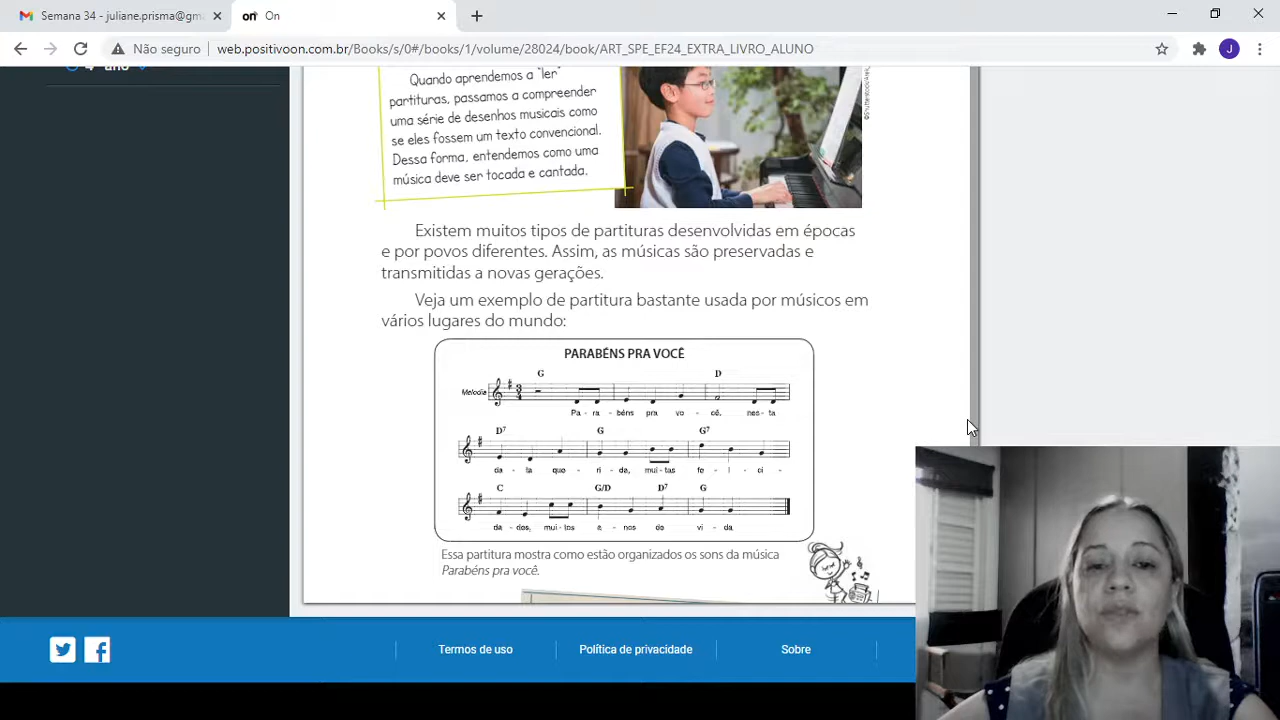 Semana 34 - juliane.prisma@gm
on
On
Não seguro
web.positivoon.com.br/Books/s/0#/books/1/volume/28024/book/ART_SPE_EF24_EXTRA_LIVRO_ALUNO
J
4º ano
Quando aprendemos a "ler"
partituras, passamos a compreender
uma série de desenhos musicais como
se eles fossem um texto convencional.
Dessa forma, entendemos como uma
música deve ser tocada e cantada.
Existem muitos tipos de partituras desenvolvidas em épocas
e por povos diferentes. Assim, as músicas são preservadas e
transmitidas a novas gerações.
Veja um exemplo de partitura bastante usada por músicos em
vários lugares do mundo:
PARABÉNS PRA VOCÊ
G D
Melodia
3 4
Pa - ra - béns pra vo - cê, nes - ta
D7 G G7
da - ta que - ri - da, mui - tas fe - li - ci -
C G/D D7 G
da - des, mui - tos a - nos de vi - da
Essa partitura mostra como estão organizados os sons da música
Parabéns pra você.
Termos de uso
Política de privacidade
Sobre